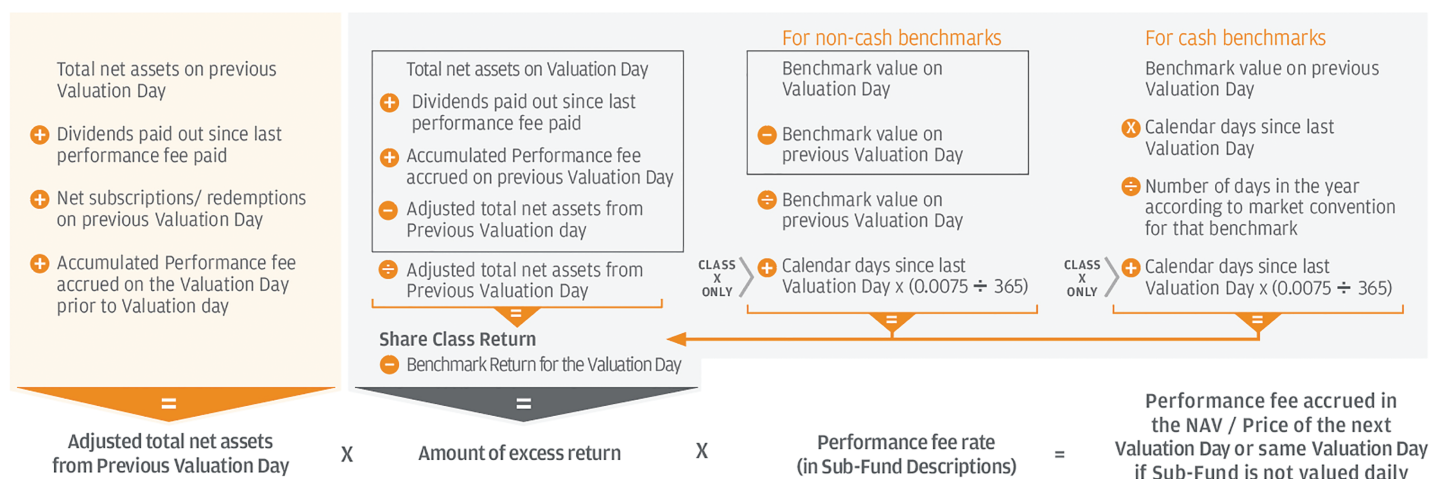 Total net assets on previous
Valuation Day
+ Dividends paid out since last
performance fee paid
+ Net subscriptions/ redemptions
on previous Valuation Day
+ Accumulated Performance fee
accrued on the Valuation Day
prior to Valuation day
=
Adjusted total net assets
from Previous Valuation Day
X
Total net assets on Valuation Day
+ Dividends paid out since last
performance fee paid
+ Accumulated Performance fee
accrued on previous Valuation Day
− Adjusted total net assets from
Previous Valuation day
÷ Adjusted total net assets from
Previous Valuation Day
=
Share Class Return
− Benchmark Return for the Valuation Day
=
Amount of excess return
X
For non-cash benchmarks
Benchmark value on
Valuation Day
− Benchmark value on
previous Valuation Day
÷ Benchmark value on
previous Valuation Day
CLASS
X
ONLY
+ Calendar days since last
Valuation Day x (0.0075 ÷ 365)
=
For cash benchmarks
Benchmark value on previous
Valuation Day
X Calendar days since last
Valuation Day
÷ Number of days in the year
according to market convention
for that benchmark
CLASS
X
ONLY
+ Calendar days since last
Valuation Day x (0.0075 ÷ 365)
=
Performance fee rate
(in Sub-Fund Descriptions)
=
Performance fee accrued in
the NAV / Price of the next
Valuation Day or same Valuation Day
if Sub-Fund is not valued daily